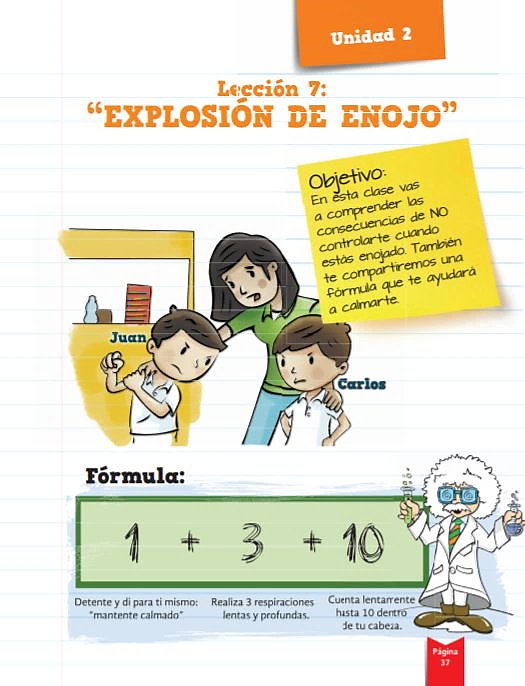 Unidad 2
Lección 7:
“EXPLOSIÓN DE ENOJO”
Objetivo:
En esta clase vas
a comprender las
consecuencias de NO
controlarte cuando
estás enojado. También
te compartiremos una
fórmula que te ayudará
a calmarte.
Juan
Carlos
Fórmula:
1 + 3 + 10
Detente y di para ti mismo:
"mantente calmado"
Realiza 3 respiraciones
lentas y profundas.
Cuenta lentamente
hasta 10 dentro
de tu cabeza.
Página
37